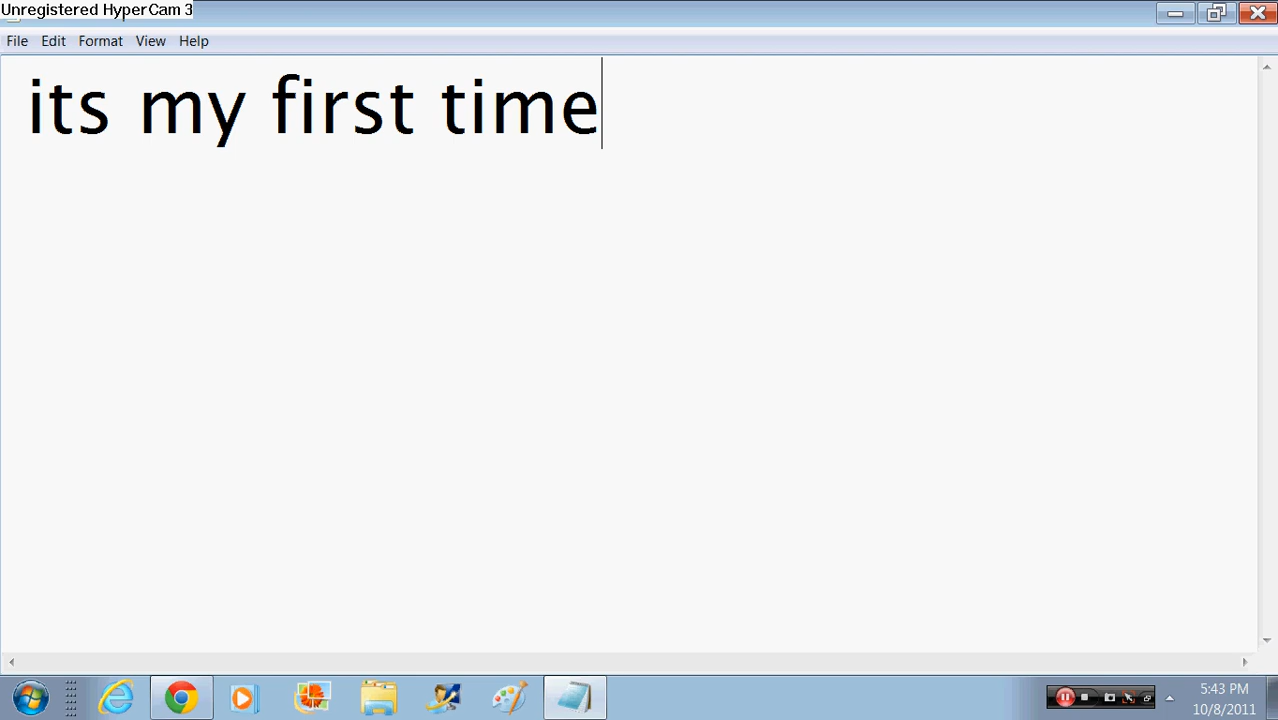 Unregistered HyperCam 3
File Edit Format View Help
its my first time
5:43 PM
10/8/2011